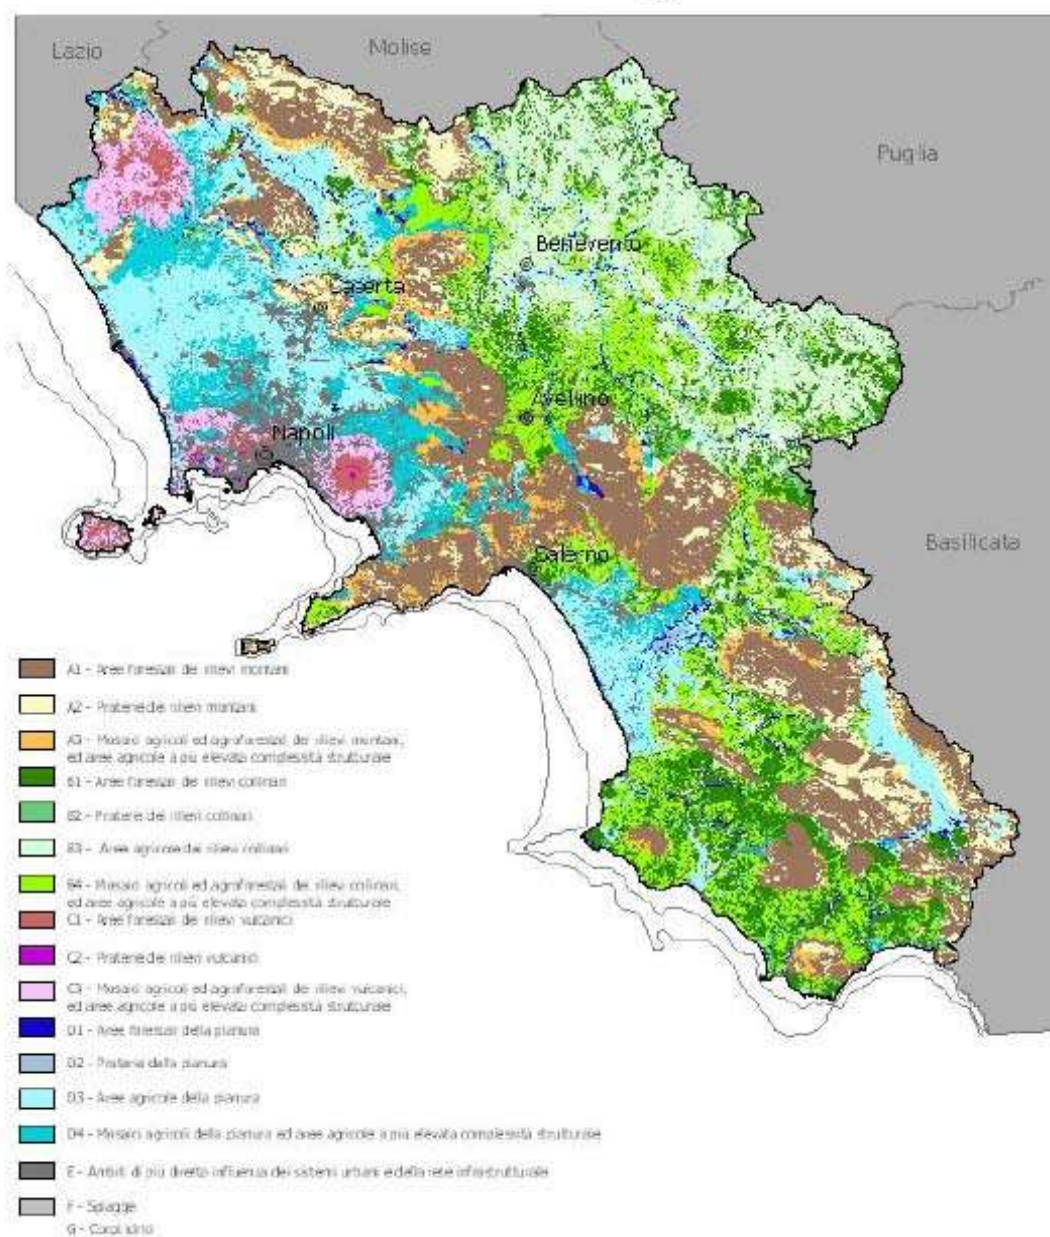 Lazio
Molise
Puglia
Benevento
Caserta
Avellino
Napoli
Basilicata
Salerno
A1 - Aree forestali dei rilievi montani
A2 - Praterie dei rilievi montani
A3 - Mosaici agricoli ed agroforestali dei rilievi montani,
ed aree agricole a più elevata complessità strutturale
B1 - Aree forestali dei rilievi collinari
B2 - Praterie dei rilievi collinari
B3 - Aree agricole dei rilievi collinari
B4 - Mosaici agricoli ed agroforestali dei rilievi collinari,
ed aree agricole a più elevata complessità strutturale
C1 - Aree forestali dei rilievi vulcanici
C2 - Praterie dei rilievi vulcanici
C3 - Mosaici agricoli ed agroforestali dei rilievi vulcanici,
ed aree agricole a più elevata complessità strutturale
D1 - Aree forestali della pianura
D2 - Praterie della pianura
D3 - Aree agricole della pianura
D4 - Mosaici agricoli della pianura ed aree agricole a più elevata complessità strutturale
E - Ambiti di più diretta influenza dei sistemi urbani e della rete infrastrutturale
F - Spiagge
G - Corpi idrici